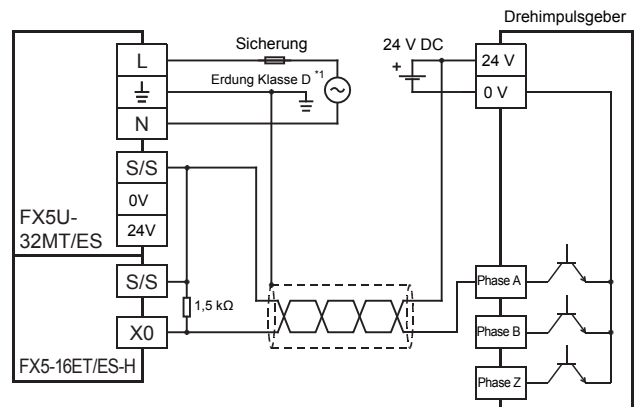 Drehimpulsgeber
L
Sicherung
24 V DC
+
24 V
Erdung Klasse D *1
0 V
N
S/S
0V
24V
FX5U-
32MT/ES
S/S
1,5 kΩ
X0
FX5-16ET/ES-H
Phase A
Phase B
Phase Z